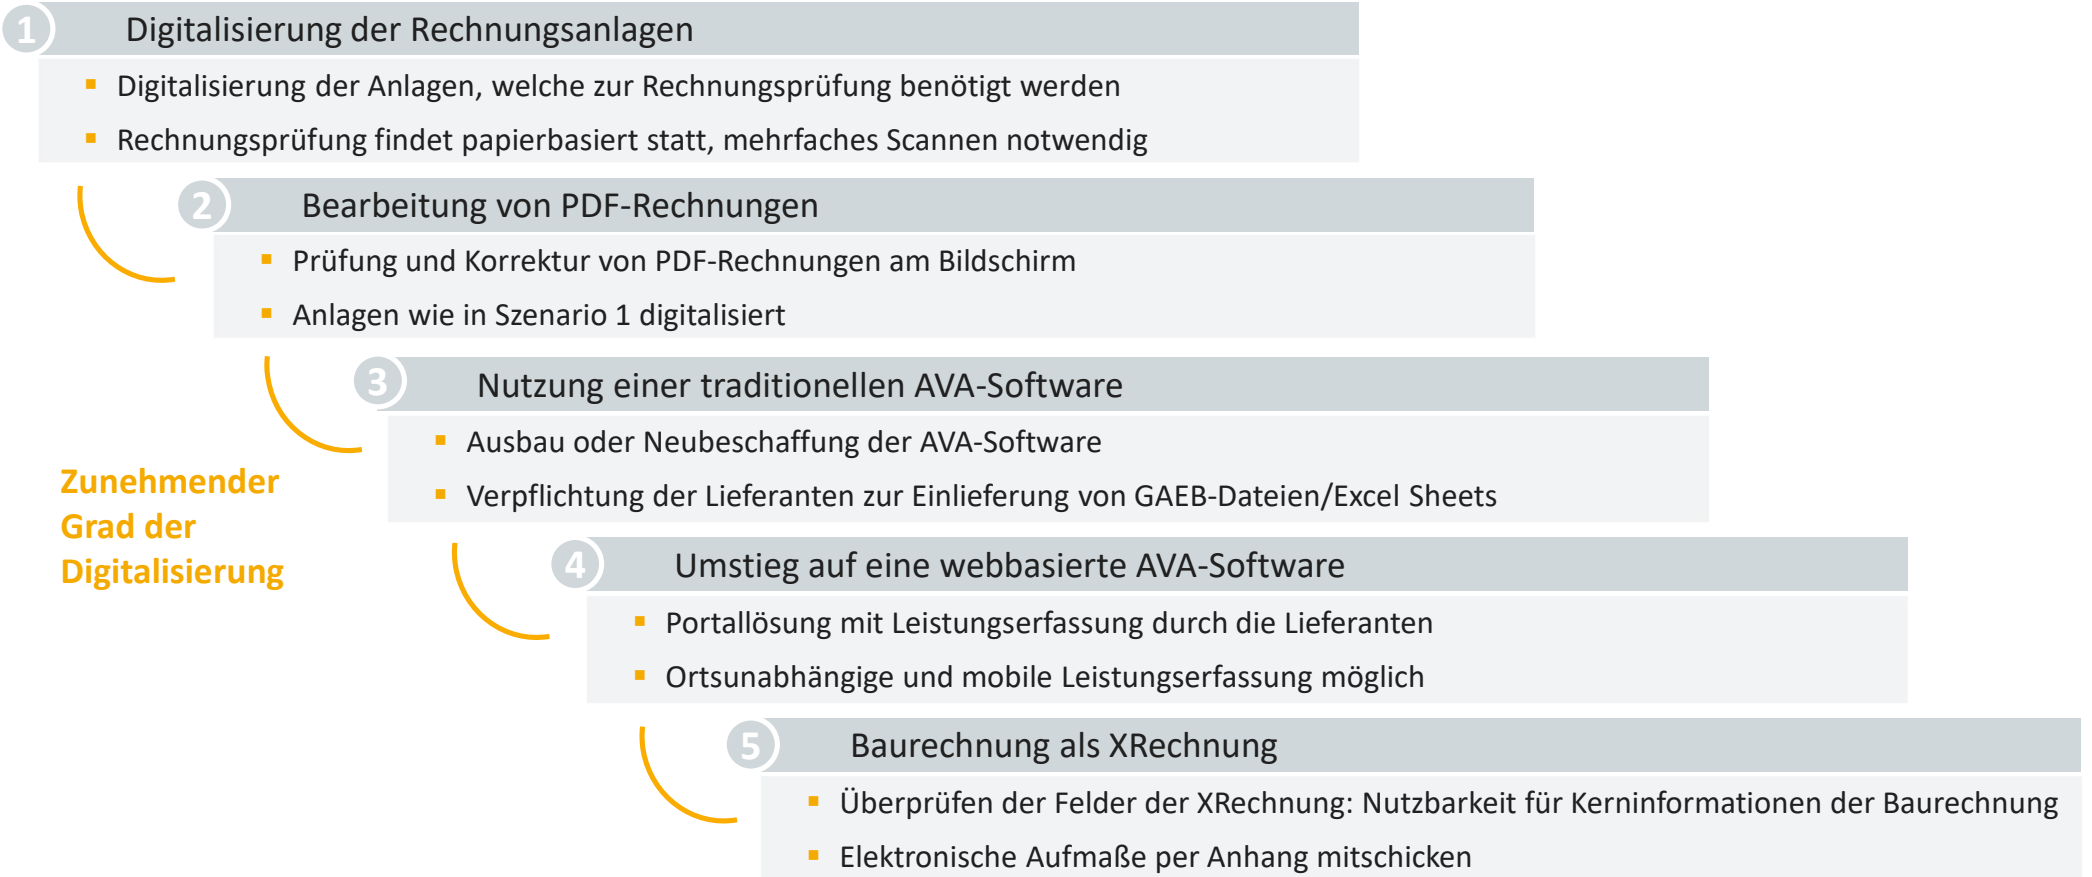 1
Digitalisierung der Rechnungsanlagen
Digitalisierung der Anlagen, welche zur Rechnungsprüfung benötigt werden
Rechnungsprüfung findet papierbasiert statt, mehrfaches Scannen notwendig
2
Bearbeitung von PDF-Rechnungen
Prüfung und Korrektur von PDF-Rechnungen am Bildschirm
Anlagen wie in Szenario 1 digitalisiert
3
Nutzung einer traditionellen AVA-Software
Ausbau oder Neubeschaffung der AVA-Software
Verpflichtung der Lieferanten zur Einlieferung von GAEB-Dateien/Excel Sheets
Zunehmender
Grad der
Digitalisierung
4
Umstieg auf eine webbasierte AVA-Software
Portallösung mit Leistungserfassung durch die Lieferanten
Ortsunabhängige und mobile Leistungserfassung möglich
5
Baurechnung als XRechnung
Überprüfen der Felder der XRechnung: Nutzbarkeit für Kerninformationen der Baurechnung
Elektronische Aufmaße per Anhang mitschicken